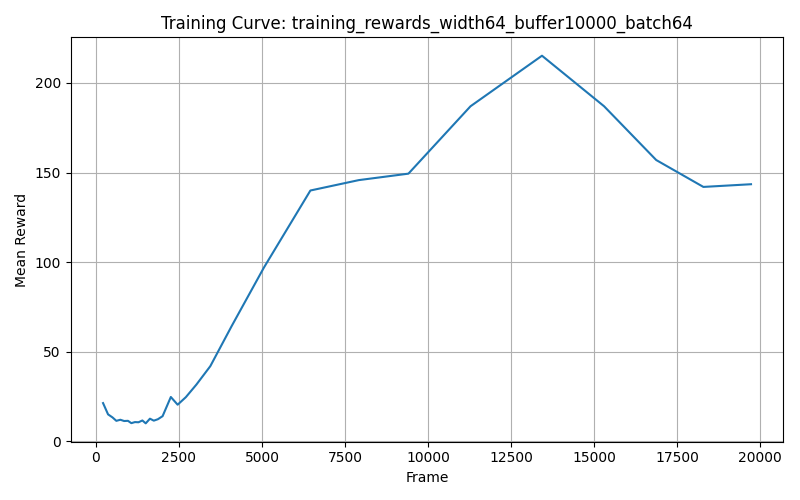 Training Curve: training_rewards_width64_buffer10000_batch64
200
150
100
50
0
Mean Reward
0 2500 5000 7500 10000 12500 15000 17500 20000
Frame